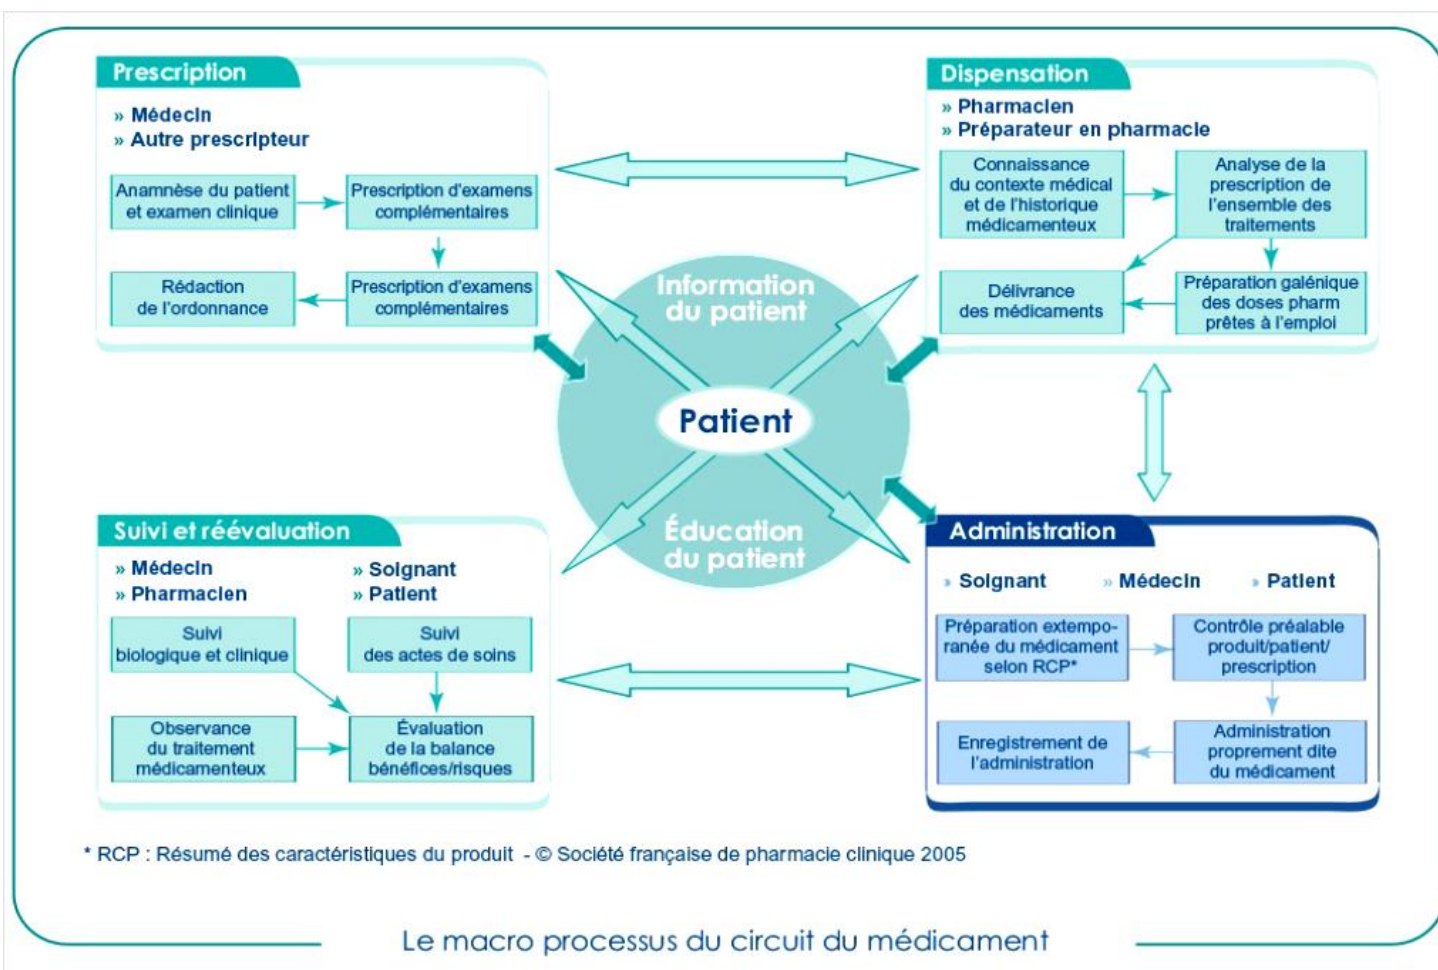 Prescription
» Médecin
» Autre prescripteur
Anamnèse du patient
et examen clinique
Prescription d'examens
complémentaires
Rédaction
de l'ordonnance
Prescription d'examens
complémentaires
Dispensation
» Pharmacien
» Préparateur en pharmacie
Connaissance
du contexte médical
et de l'historique
médicamenteux
Analyse de la
prescription de
l'ensemble des
traitements
Délivrance
des médicaments
Préparation galénique
des doses pharm
prêtes à l'emploi
Information
du patient
Patient
Éducation
du patient
Suivi et réévaluation
» Médecin
» Pharmacien
» Soignant
» Patient
Suivi
biologique et clinique
Suivi
des actes de soins
Observance
du traitement
médicamenteux
Évaluation
de la balance
bénéfices/risques
Administration
» Soignant » Médecin » Patient
Préparation extempo-
ranée du médicament
selon RCP*
Contrôle préalable
produit/patient/
prescription
Enregistrement de
l'administration
Administration
proprement dite
du médicament
* RCP : Résumé des caractéristiques du produit - © Société française de pharmacie clinique 2005
Le macro processus du circuit du médicament